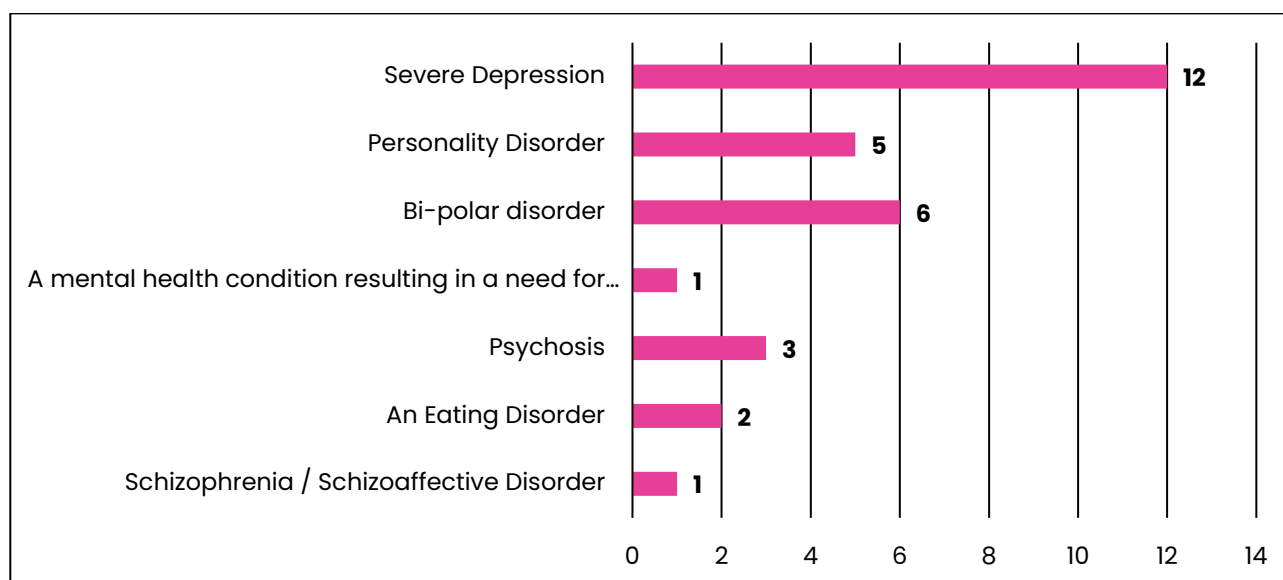 Severe Depression 12
Personality Disorder 5
Bi-polar disorder 6
A mental health condition resulting in a need for... 1
Psychosis 3
An Eating Disorder 2
Schizophrenia / Schizoaffective Disorder 1
0 2 4 6 8 10 12 14